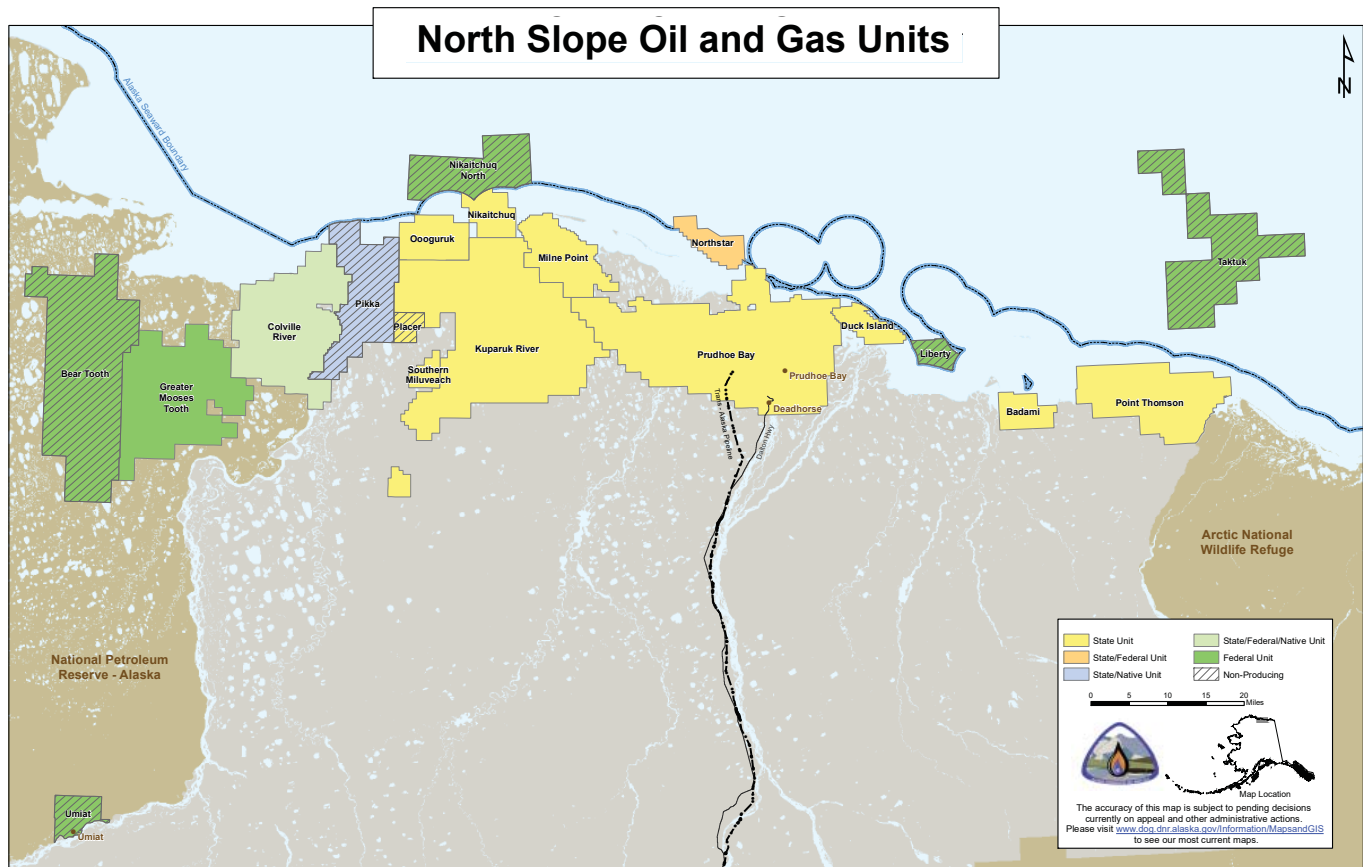 North Slope Oil and Gas Units
N
Alaska Seaward Boundary
Nikaitchuq
North
Nikaitchuq
Oooguruk
Milne Point
Northstar
Taktuk
Pikka
Placer
Colville
River
Bear Tooth
Greater
Mooses
Tooth
Kuparuk River
Southern
Miluveach
Prudhoe Bay
Duck Island
Liberty
Prudhoe Bay
Deadhorse
Badami
Point Thomson
Trans - Alaska Pipeline
Dalton Hwy
Arctic National
Wildlife Refuge
National Petroleum
Reserve - Alaska
Umiat
Umiat
State Unit
State/Federal Unit
State/Native Unit
State/Federal/Native Unit
Federal Unit
Non-Producing
0 5 10 15 20
Miles
Map Location
The accuracy of this map is subject to pending decisions
currently on appeal and other administrative actions.
Please visit www.dog.dnr.alaska.gov/Information/MapsandGIS
to see our most current maps.